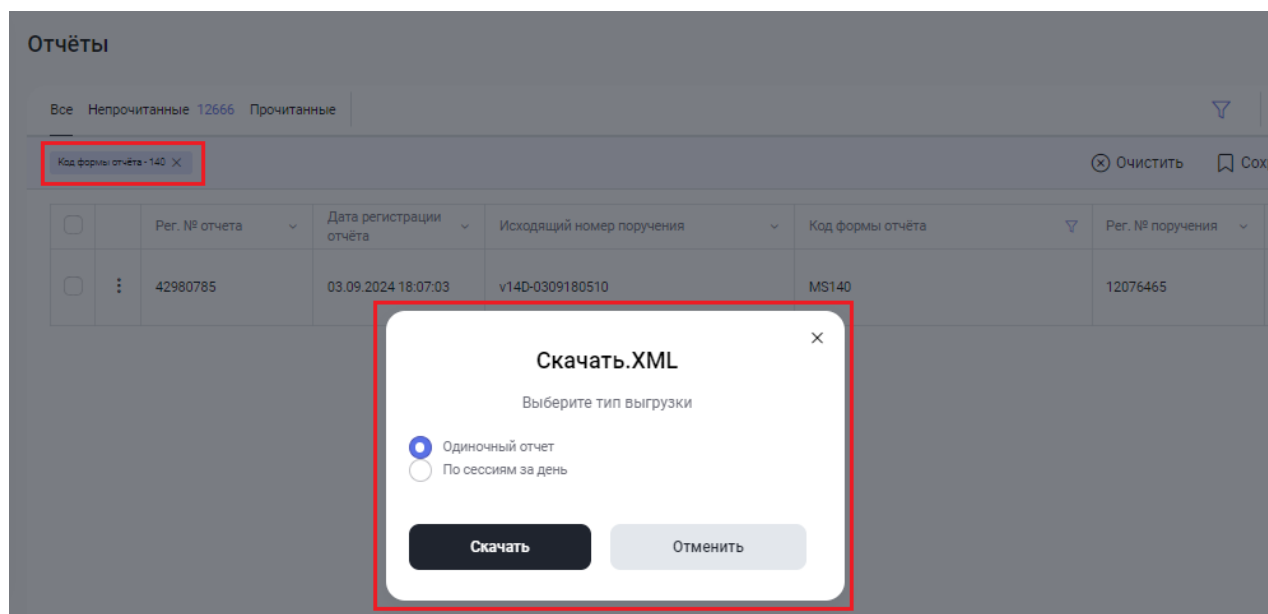 Отчёты
Все Непрочитанные 12666 Прочитанные
Код формы отчёта - 140
Очистить Сох
Рег. № отчета Дата регистрации отчёта Исходящий номер поручения Код формы отчёта Рег. № поручения
42980785 03.09.2024 18:07:03 v14D-0309180510 MS140 12076465
Скачать.XML
Выберите тип выгрузки
Одиночный отчет
По сессиям за день
Скачать Отменить